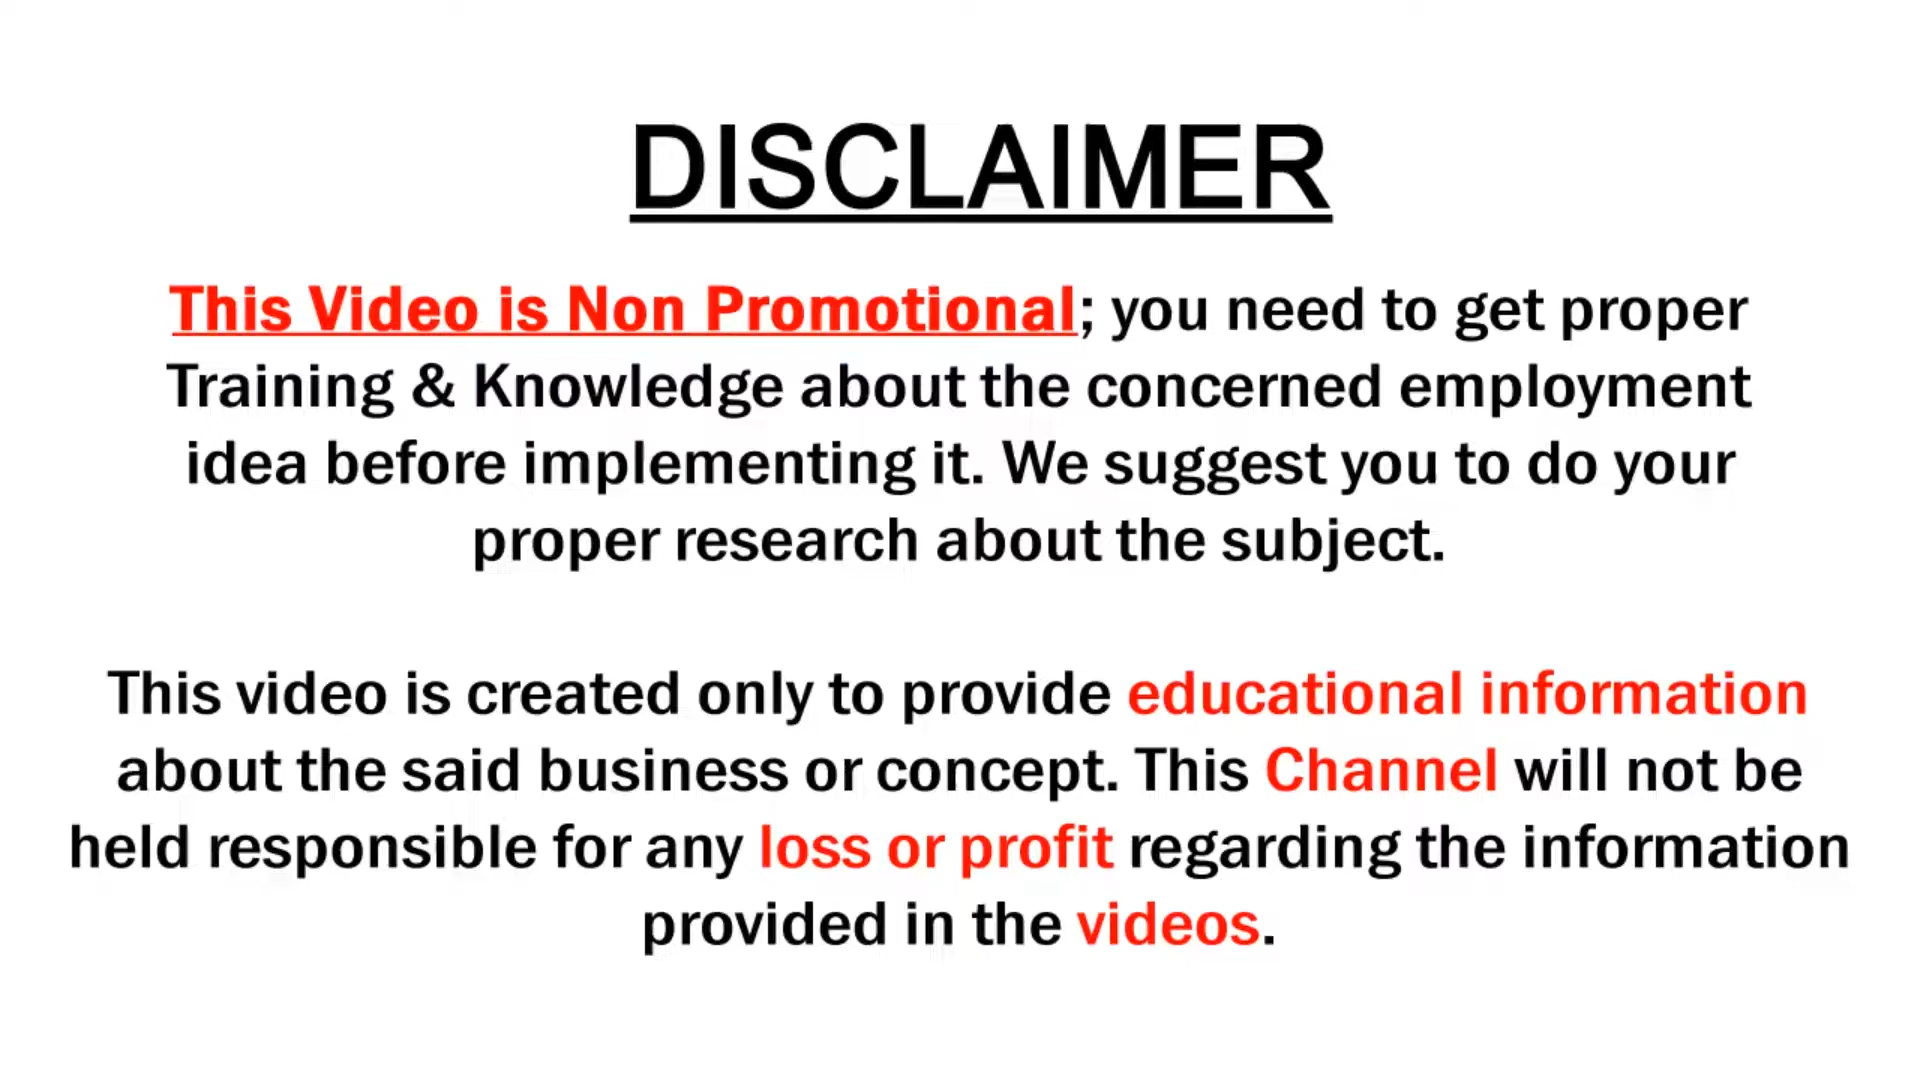 DISCLAIMER
This Video is Non Promotional; you need to get proper
Training & Knowledge about the concerned employment
idea before implementing it. We suggest you to do your
proper research about the subject.
This video is created only to provide educational information
about the said business or concept. This Channel will not be
held responsible for any loss or profit regarding the information
provided in the videos.